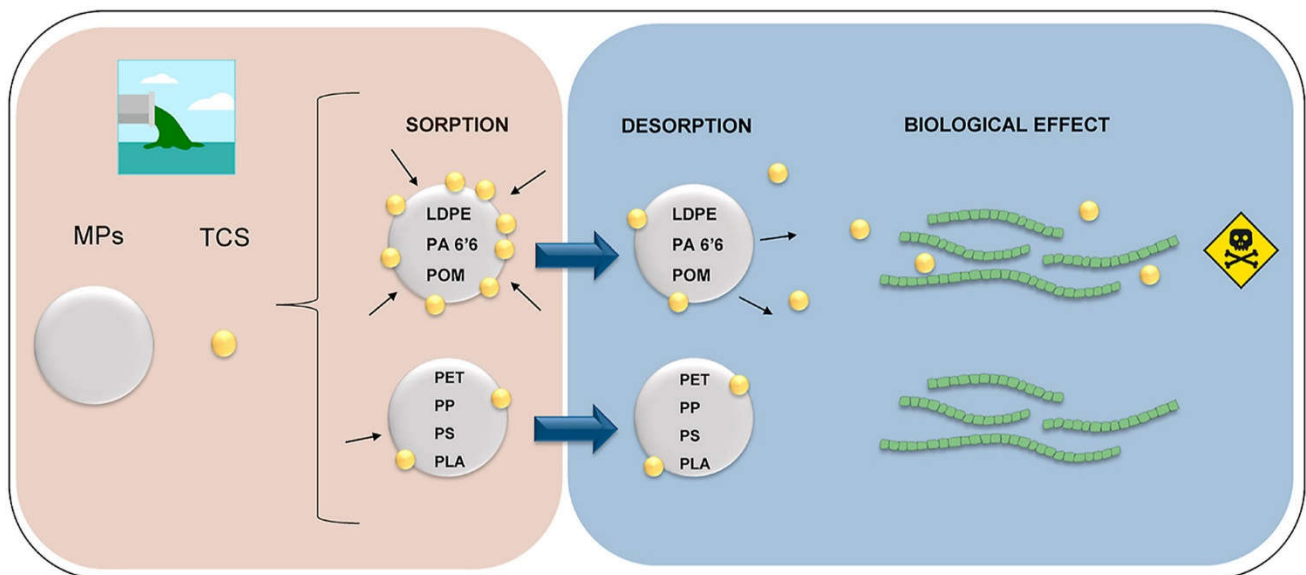 SORPTION
DESORPTION
BIOLOGICAL EFFECT
MPs
TCS
LDPE
PA 6'6
POM
LDPE
PA 6'6
POM
PET
PP
PS
PLA
PET
PP
PS
PLA